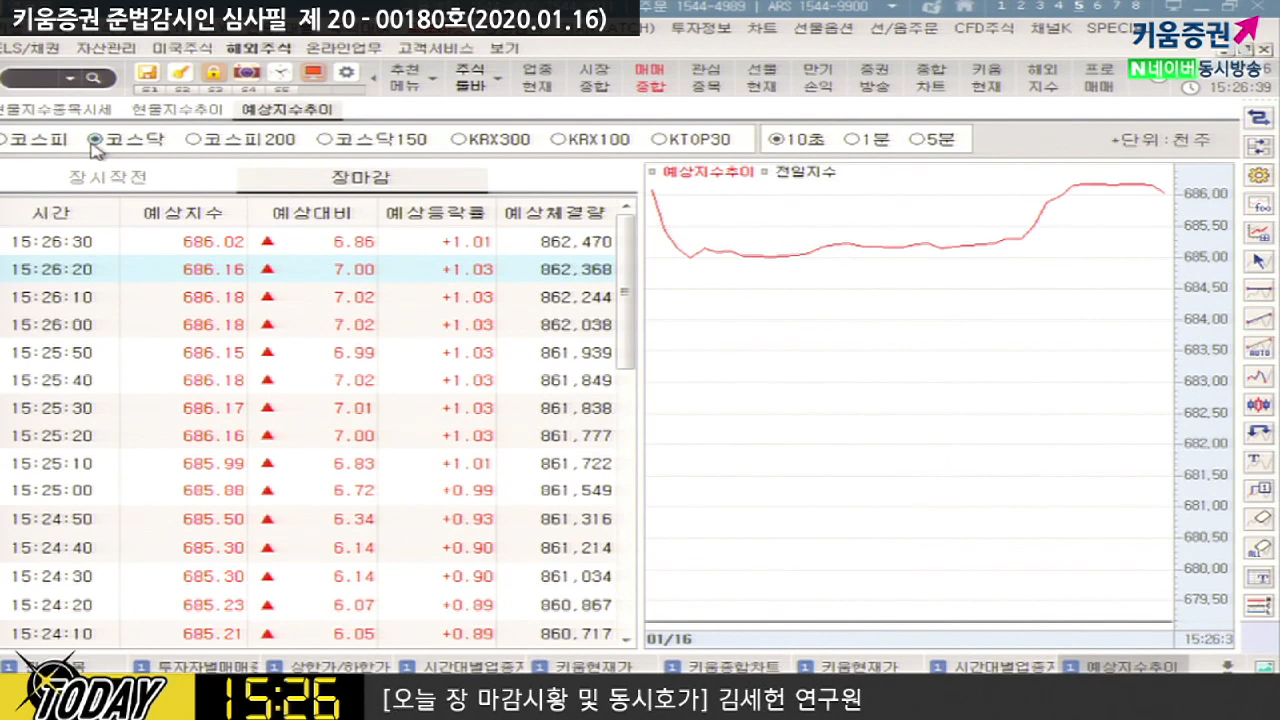 키움증권 준법감시인 심사필 제 20 - 00180호(2020.01.16)
주문 1544-4989 | ARS 1544-9900
1 2 3 4 5 6 7 8
투자정보 차트 선물옵션 선/옵주문 CFD주식 채널K
키움증권
ELS/채권 자산관리 미국주식 해외주식 온라인업무 고객서비스 보기
N 네이버 동시방송
추천 메뉴
주식 툴바
업종 현재
시장 종합
매매 종합
관심 종목
선물 현재
만기 손익
증권 방송
종합 차트
키움 현재
해외 지수
프로 매매
15:26:39
현물지수종목시세 현물지수추이 예상지수추이
코스피 코스닥 코스피200 코스닥150 KRX300 KRX100 KTOP30 10초 1분 5분 +단위:천주
장시작전 장마감
예상지수추이 전일지수
시간 예상지수 예상대비 예상등락률 예상체결량
15:26:30 686.02 ▲ 6.86 +1.01 862,470
15:26:20 686.16 ▲ 7.00 +1.03 862,368
15:26:10 686.18 ▲ 7.02 +1.03 862,244
15:26:00 686.18 ▲ 7.02 +1.03 862,038
15:25:50 686.15 ▲ 6.99 +1.03 861,939
15:25:40 686.18 ▲ 7.02 +1.03 861,849
15:25:30 686.17 ▲ 7.01 +1.03 861,838
15:25:20 686.16 ▲ 7.00 +1.03 861,777
15:25:10 685.99 ▲ 6.83 +1.01 861,722
15:25:00 685.88 ▲ 6.72 +0.99 861,549
15:24:50 685.50 ▲ 6.34 +0.93 861,316
15:24:40 685.30 ▲ 6.14 +0.90 861,214
15:24:30 685.30 ▲ 6.14 +0.90 861,034
15:24:20 685.23 ▲ 6.07 +0.89 860,867
15:24:10 685.21 ▲ 6.05 +0.89 860,717
686,00
685,50
685,00
684,50
684,00
683,50
683,00
682,50
682,00
681,50
681,00
680,50
680,00
679,50
01/16 15:26:3
AUTO
ALL
1 투자자별매매 1 상한가/하한가 1 시간대별업종 1 키움현재가 1 키움종합차트 1 키움현재가 1 시간대별업종 1 예상지수추이
TODAY 15:26 [오늘 장 마감시황 및 동시호가] 김세헌 연구원